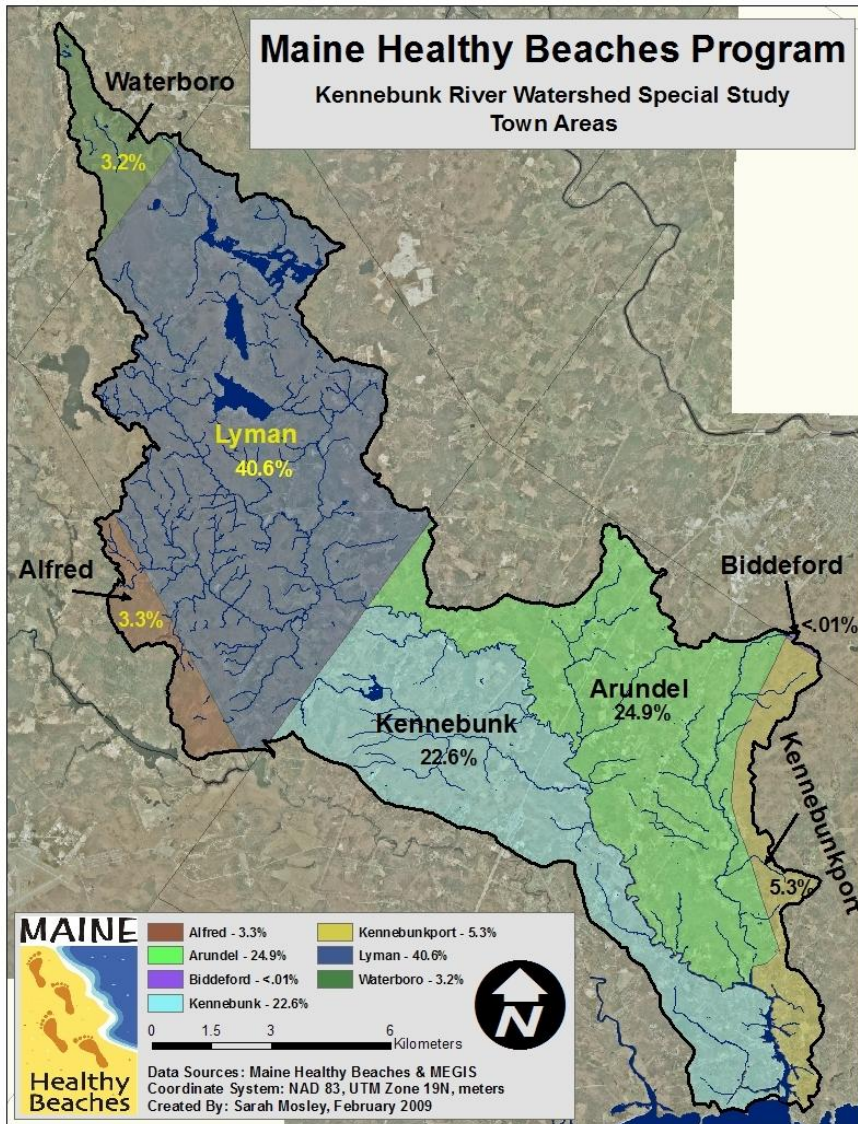 Maine Healthy Beaches Program
Kennebunk River Watershed Special Study
Town Areas
Waterboro
3.2%
Lyman
40.6%
Alfred
3.3%
Biddeford
<.01%
Arundel
24.9%
Kennebunk
22.6%
Kennebunkport
5.3%
MAINE
Healthy
Beaches
Alfred - 3.3%
Arundel - 24.9%
Biddeford - <.01%
Kennebunk - 22.6%
Kennebunkport - 5.3%
Lyman - 40.6%
Waterboro - 3.2%
N
0 1.5 3 6
Kilometers
Data Sources: Maine Healthy Beaches & MEGIS
Coordinate System: NAD 83, UTM Zone 19N, meters
Created By: Sarah Mosley, February 2009